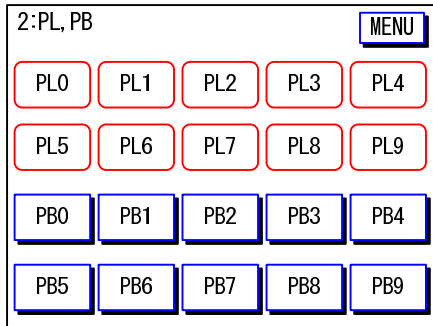 2:PL, PB MENU
PL0 PL1 PL2 PL3 PL4
PL5 PL6 PL7 PL8 PL9
PB0 PB1 PB2 PB3 PB4
PB5 PB6 PB7 PB8 PB9